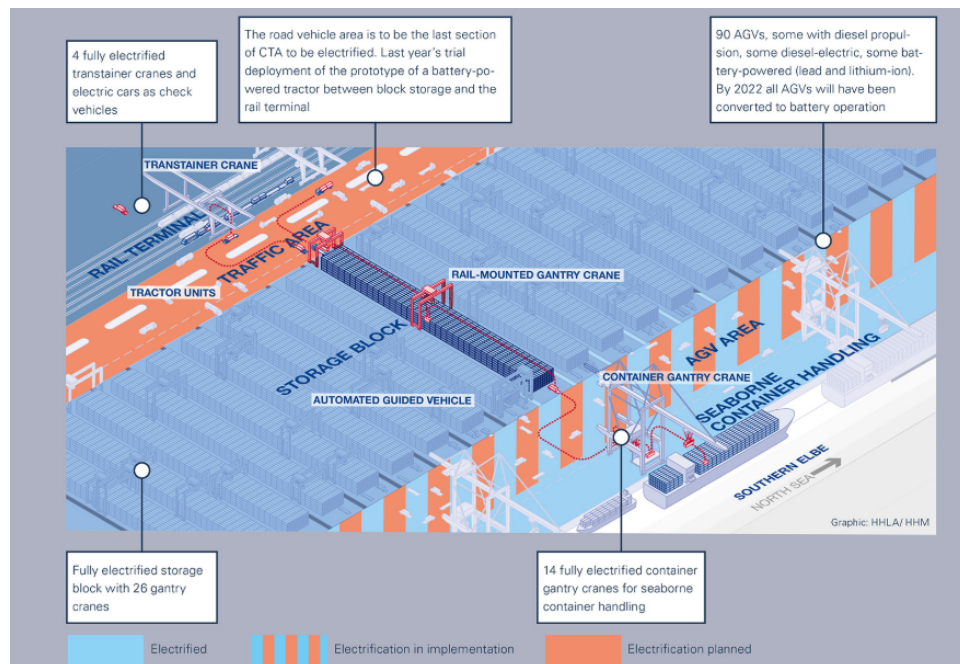 4 fully electrified
transtainer cranes and
electric cars as check
vehicles
The road vehicle area is to be the last section
of CTA to be electrified. Last year's trial
deployment of the prototype of a battery-po-
wered tractor between block storage and the
rail terminal
90 AGVs, some with diesel propul-
sion, some diesel-electric, some bat-
tery-powered (lead and lithium-ion).
By 2022 all AGVs will have been
converted to battery operation
TRANSTAINER CRANE
RAIL TERMINAL
TRAFFIC AREA
TRACTOR UNITS
RAIL-MOUNTED GANTRY CRANE
STORAGE BLOCK
AUTOMATED GUIDED VEHICLE
AGV AREA
CONTAINER GANTRY CRANE
SEABORNE
CONTAINER HANDLING
SOUTHERN ELBE
NORTH SEA
Graphic: HHLA/ HHM
Fully electrified storage
block with 26 gantry
cranes
14 fully electrified container
gantry cranes for seaborne
container handling
Electrified
Electrification in implementation
Electrification planned